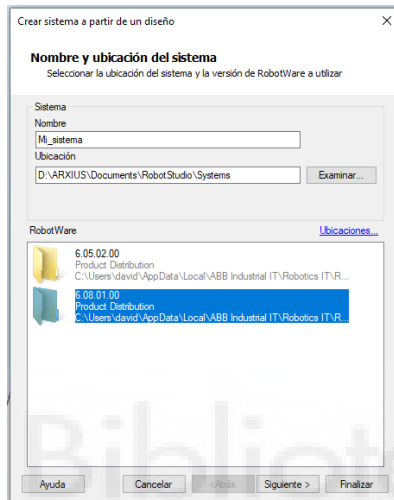 Crear sistema a partir de un diseño
Nombre y ubicación del sistema
Seleccionar la ubicación del sistema y la versión de RobotWare a utilizar
Sistema
Nombre
Mi_sistema
Ubicación
D:\ARXIUS\Documents\RobotStudio\Systems
Examinar...
RobotWare
Ubicaciones...
6.05.02.00
Product Distribution
C:\Users\david\AppData\Local\ABB Industrial IT\Robotics IT\R...
6.08.01.00
Product Distribution
C:\Users\david\AppData\Local\ABB Industrial IT\Robotics IT\R...
Bibliot
Ayuda
Cancelar
<Atrás
Siguiente >
Finalizar